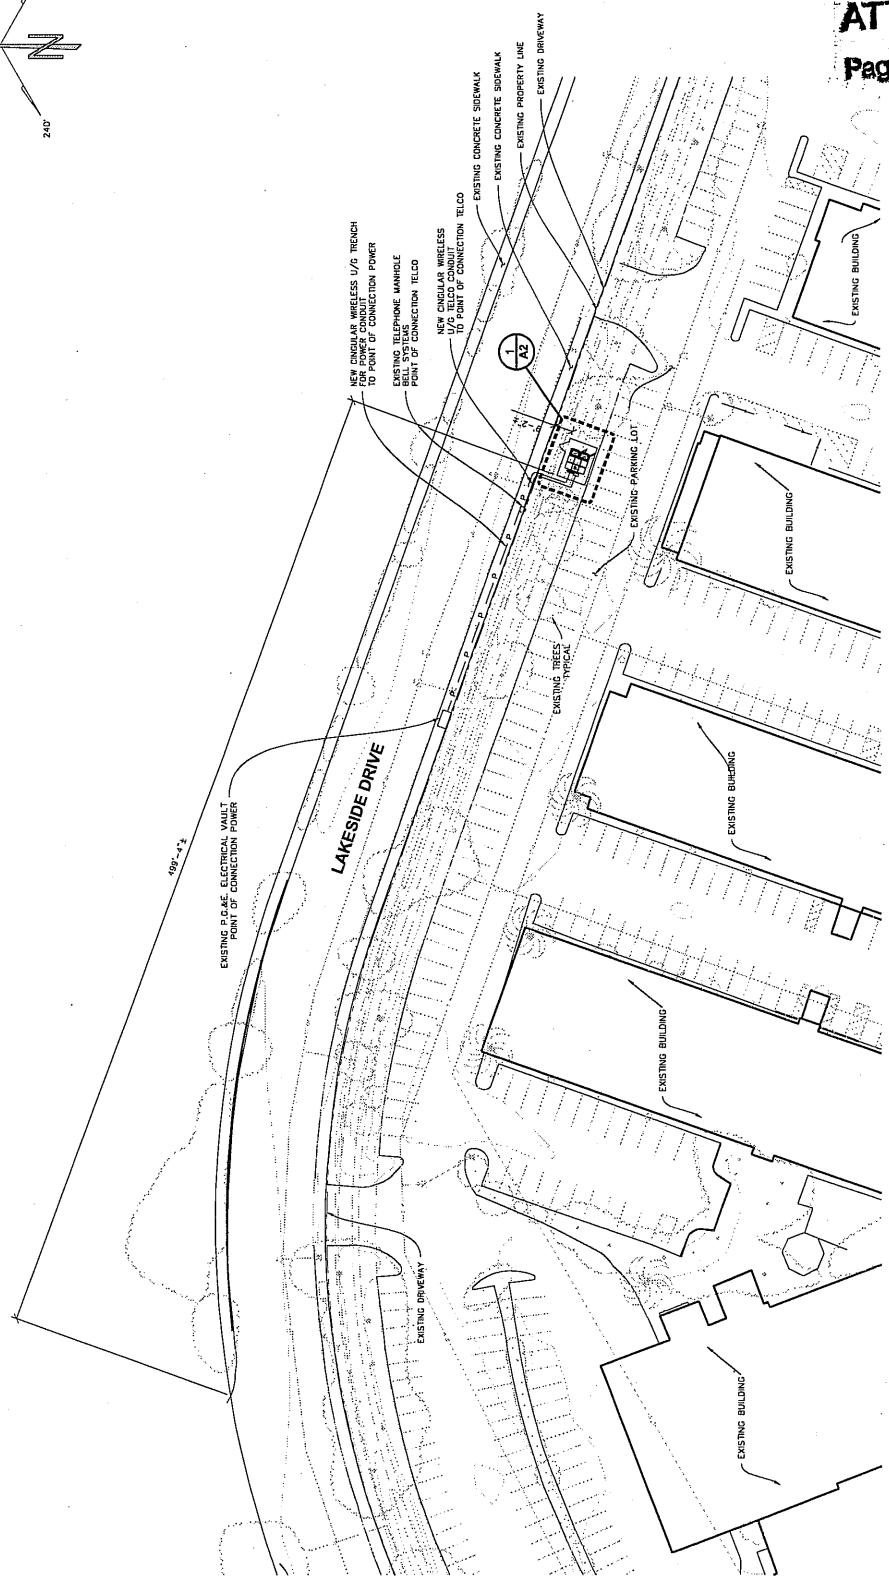 AT
Pag
N
240'
EXISTING CONCRETE SIDEWALK
EXISTING CONCRETE SIDEWALK
EXISTING PROPERTY LINE
EXISTING DRIVEWAY
NEW CINGULAR WIRELESS U/G TRENCH
FOR POWER CONDUIT
TO POINT OF CONNECTION POWER
EXISTING TELEPHONE MANHOLE
BELL SYSTEMS
POINT OF CONNECTION TELCO
NEW CINGULAR WIRELESS
U/G TELCO CONDUIT
TO POINT OF CONNECTION TELCO
1
A2
EXISTING PARKING LOT
EXISTING TREES
TYPICAL
EXISTING BUILDING
EXISTING BUILDING
EXISTING BUILDING
EXISTING BUILDING
EXISTING BUILDING
P P P P P P
LAKESIDE DRIVE
EXISTING P.G.&E. ELECTRICAL VAULT
POINT OF CONNECTION POWER
499'-4"±
EXISTING DRIVEWAY